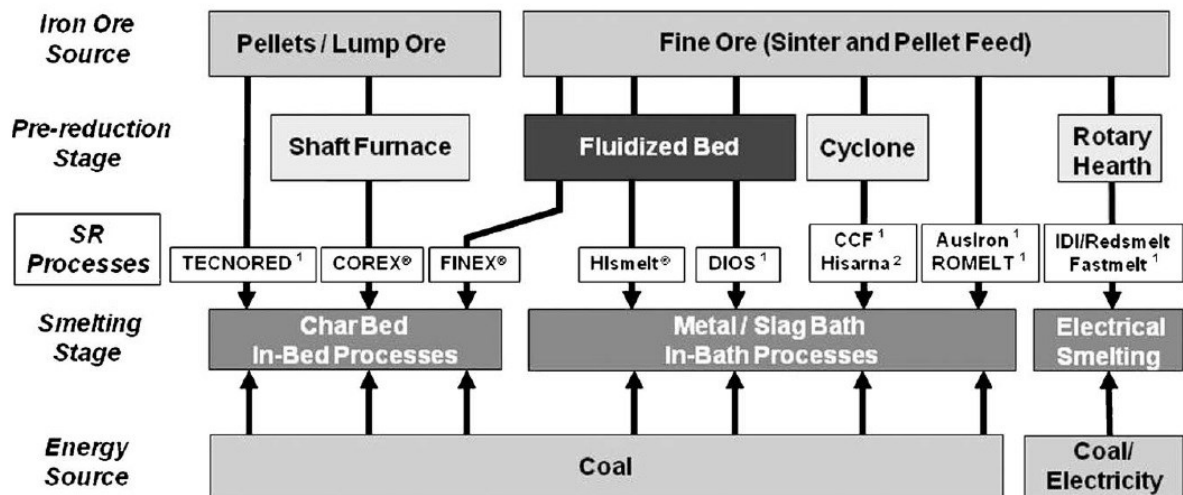 Iron Ore
Source
Pellets / Lump Ore
Fine Ore (Sinter and Pellet Feed)
Pre-reduction
Stage
Shaft Furnace
Fluidized Bed
Cyclone
Rotary
Hearth
SR
Processes
TECNORED ¹
COREX®
FINEX®
HIsmelt®
DIOS ¹
CCF ¹
Hisarna ²
AusIron ¹
ROMELT ¹
IDI/Redsmelt
Fastmelt ¹
Smelting
Stage
Char Bed
In-Bed Processes
Metal / Slag Bath
In-Bath Processes
Electrical
Smelting
Energy
Source
Coal
Coal/
Electricity